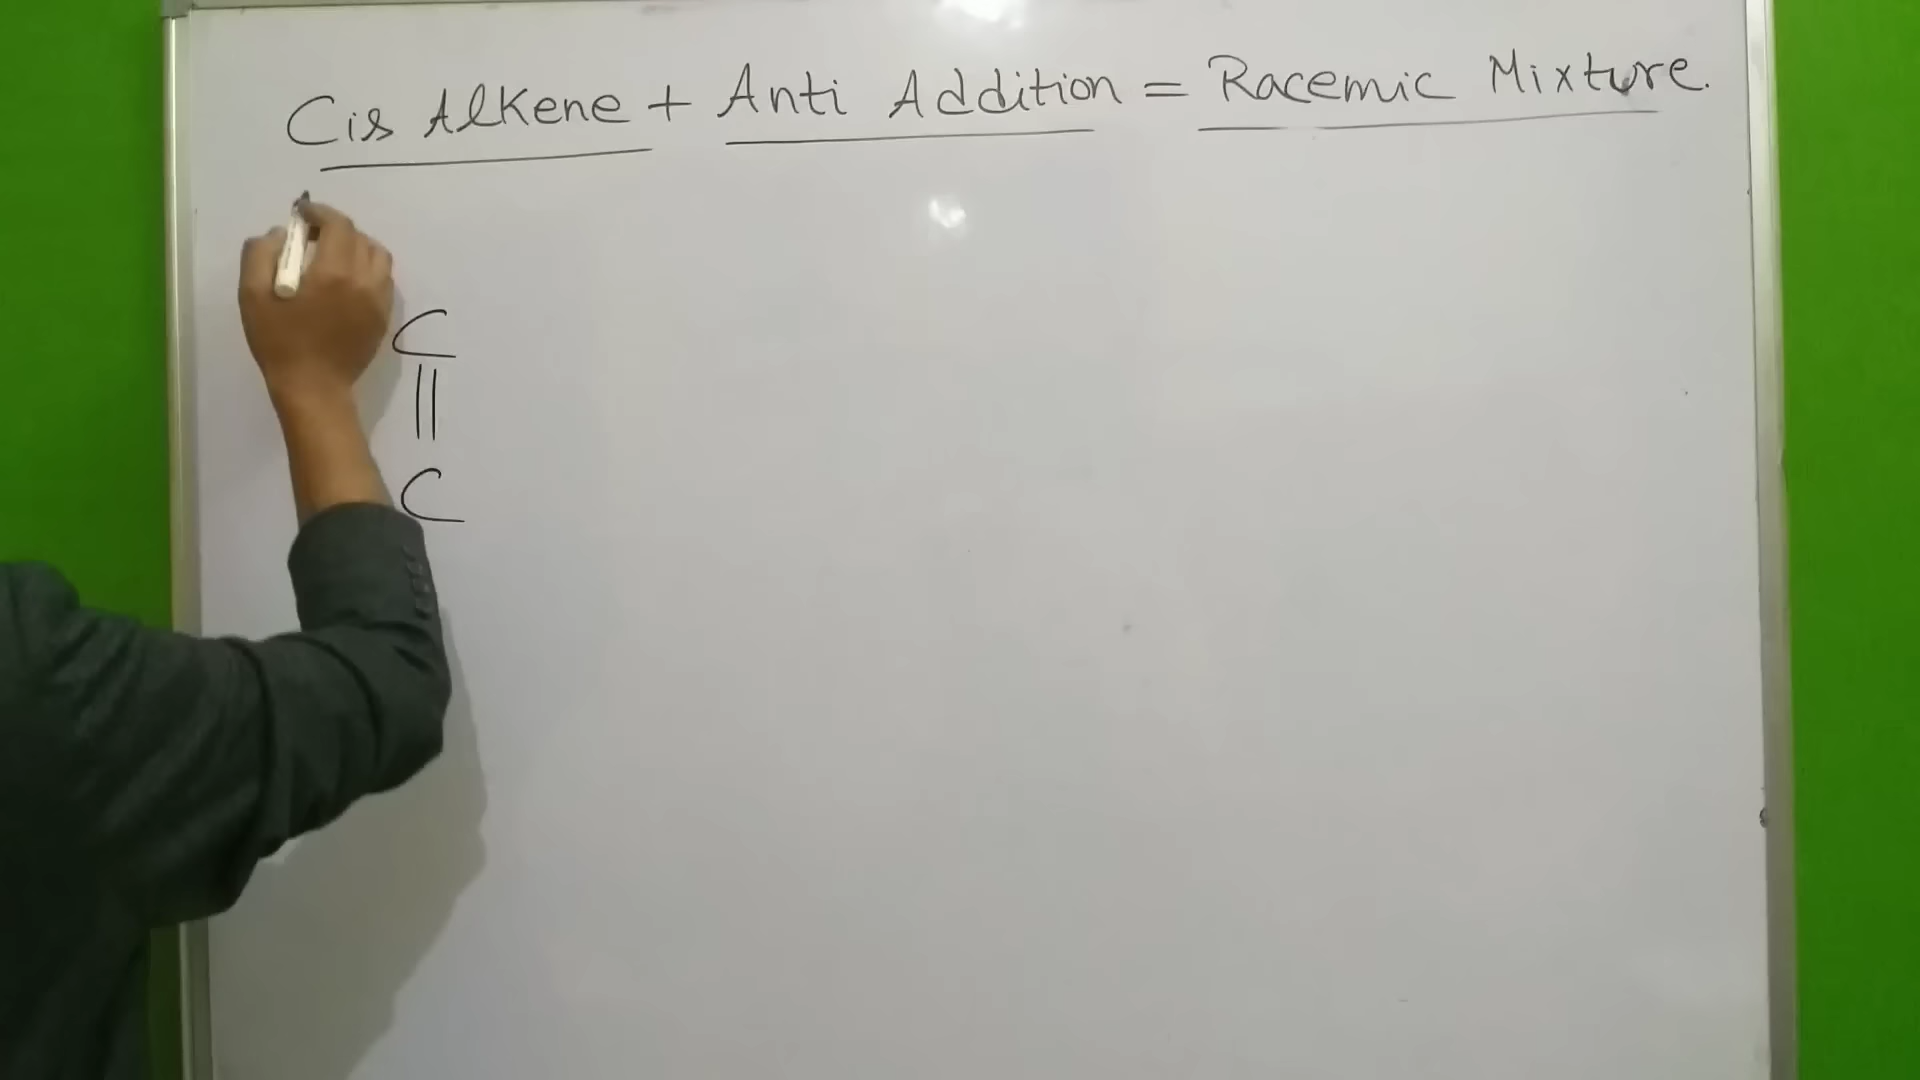 Cis Alkene + Anti Addition = Racemic Mixture.
C
||
C